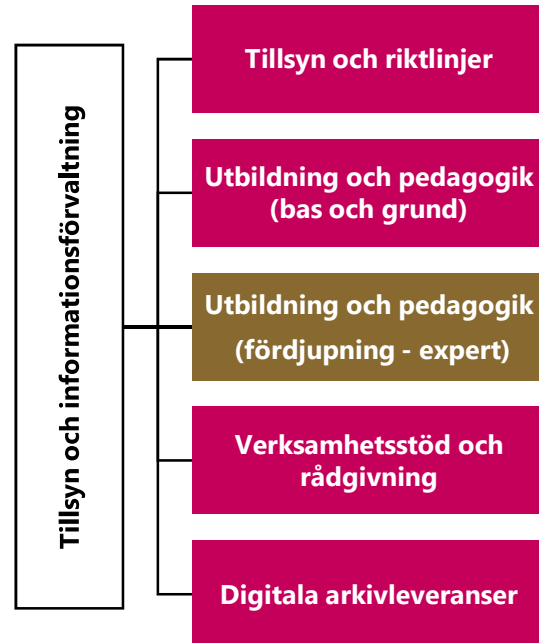 Tillsyn och informationsförvaltning
Tillsyn och riktlinjer
Utbildning och pedagogik
(bas och grund)
Utbildning och pedagogik
(fördjupning - expert)
Verksamhetsstöd och
rådgivning
Digitala arkivleveranser